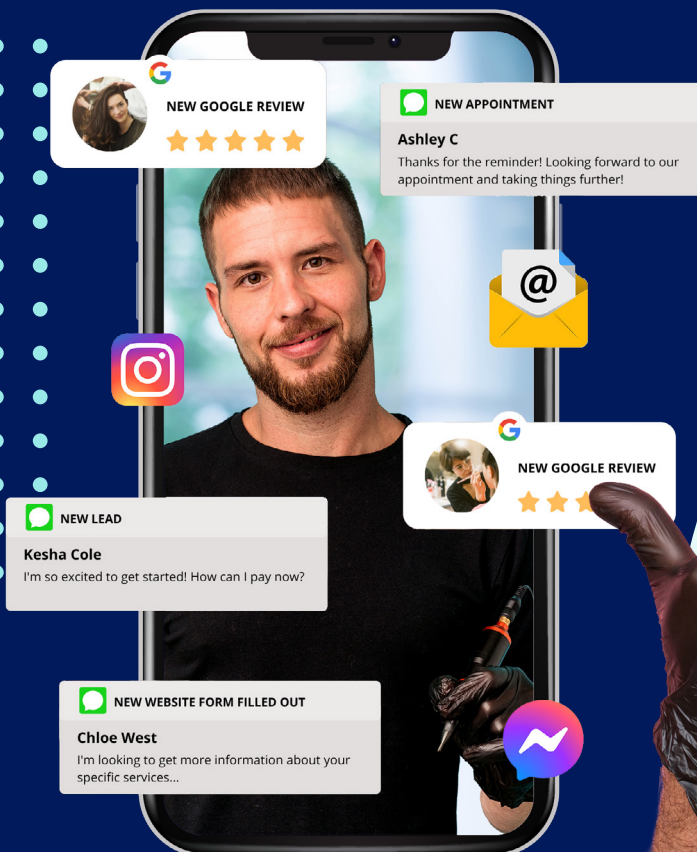 NEW GOOGLE REVIEW
NEW APPOINTMENT
Ashley C
Thanks for the reminder! Looking forward to our
appointment and taking things further!
@
NEW GOOGLE REVIEW
NEW LEAD
Kesha Cole
I'm so excited to get started! How can I pay now?
NEW WEBSITE FORM FILLED OUT
Chloe West
I'm looking to get more information about your
specific services...